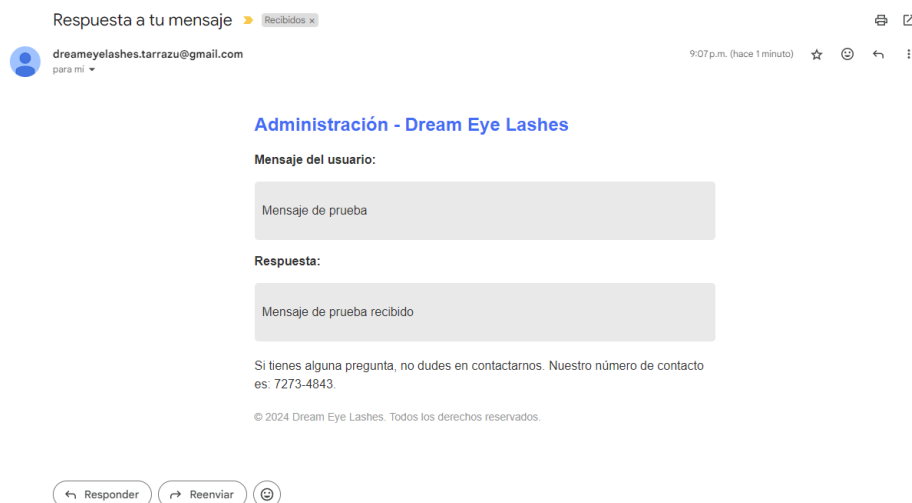 Respuesta a tu mensaje
Recibidos x
dreameyelashes.tarrazu@gmail.com
9:07 p.m. (hace 1 minuto)
para mí
Administración - Dream Eye Lashes
Mensaje del usuario:
Mensaje de prueba
Respuesta:
Mensaje de prueba recibido
Si tienes alguna pregunta, no dudes en contactarnos. Nuestro número de contacto
es: 7273-4843.
© 2024 Dream Eye Lashes. Todos los derechos reservados.
Responder
Reenviar